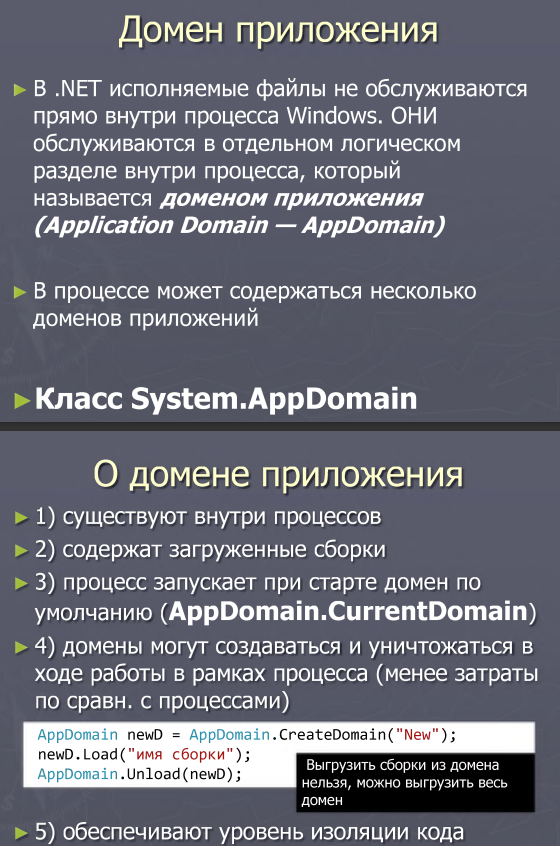 Домен приложения
► В .NET исполняемые файлы не обслуживаются
прямо внутри процесса Windows. ОНИ
обслуживаются в отдельном логическом
разделе внутри процесса, который
называется доменом приложения
(Application Domain — AppDomain)
► В процессе может содержаться несколько
доменов приложений
► Класс System.AppDomain
О домене приложения
► 1) существуют внутри процессов
► 2) содержат загруженные сборки
► 3) процесс запускает при старте домен по
умолчанию (AppDomain.CurrentDomain)
► 4) домены могут создаваться и уничтожаться в
ходе работы в рамках процесса (менее затраты
по сравн. с процессами)
AppDomain newD = AppDomain.CreateDomain("New");
newD.Load("имя сборки");
AppDomain.Unload(newD);
Выгрузить сборки из домена
нельзя, можно выгрузить весь
домен
► 5) обеспечивают уровень изоляции кода